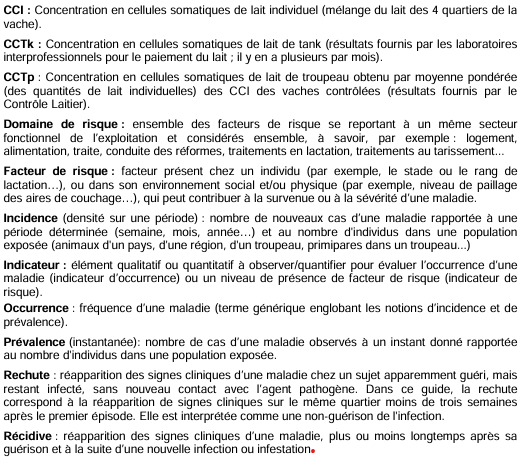 CCI : Concentration en cellules somatiques de lait individuel (mélange du lait des 4 quartiers de la
vache).
CCTk : Concentration en cellules somatiques de lait de tank (résultats fournis par les laboratoires
interprofessionnels pour le paiement du lait ; il y en a plusieurs par mois).
CCTp : Concentration en cellules somatiques de lait de troupeau obtenu par moyenne pondérée
(des quantités de lait individuelles) des CCI des vaches contrôlées (résultats fournis par le
Contrôle Laitier).
Domaine de risque : ensemble des facteurs de risque se reportant à un même secteur
fonctionnel de l'exploitation et considérés ensemble, à savoir, par exemple : logement,
alimentation, traite, conduite des réformes, traitements en lactation, traitements au tarissement...
Facteur de risque : facteur présent chez un individu (par exemple, le stade ou le rang de
lactation…), ou dans son environnement social et/ou physique (par exemple, niveau de paillage
des aires de couchage…), qui peut contribuer à la survenue ou à la sévérité d'une maladie.
Incidence (densité sur une période) : nombre de nouveaux cas d'une maladie rapportée à une
période déterminée (semaine, mois, année…) et au nombre d'individus dans une population
exposée (animaux d'un pays, d'une région, d'un troupeau, primipares dans un troupeau...)
Indicateur : élément qualitatif ou quantitatif à observer/quantifier pour évaluer l'occurrence d'une
maladie (indicateur d'occurrence) ou un niveau de présence de facteur de risque (indicateur de
risque).
Occurrence : fréquence d'une maladie (terme générique englobant les notions d'incidence et de
prévalence).
Prévalence (instantanée): nombre de cas d'une maladie observés à un instant donné rapportée
au nombre d'individus dans une population exposée.
Rechute : réapparition des signes cliniques d'une maladie chez un sujet apparemment guéri, mais
restant infecté, sans nouveau contact avec l'agent pathogène. Dans ce guide, la rechute
correspond à la réapparition de signes cliniques sur le même quartier moins de trois semaines
après le premier épisode. Elle est interprétée comme une non-guérison de l'infection.
Récidive : réapparition des signes cliniques d'une maladie, plus ou moins longtemps après sa
guérison et à la suite d'une nouvelle infection ou infestation.